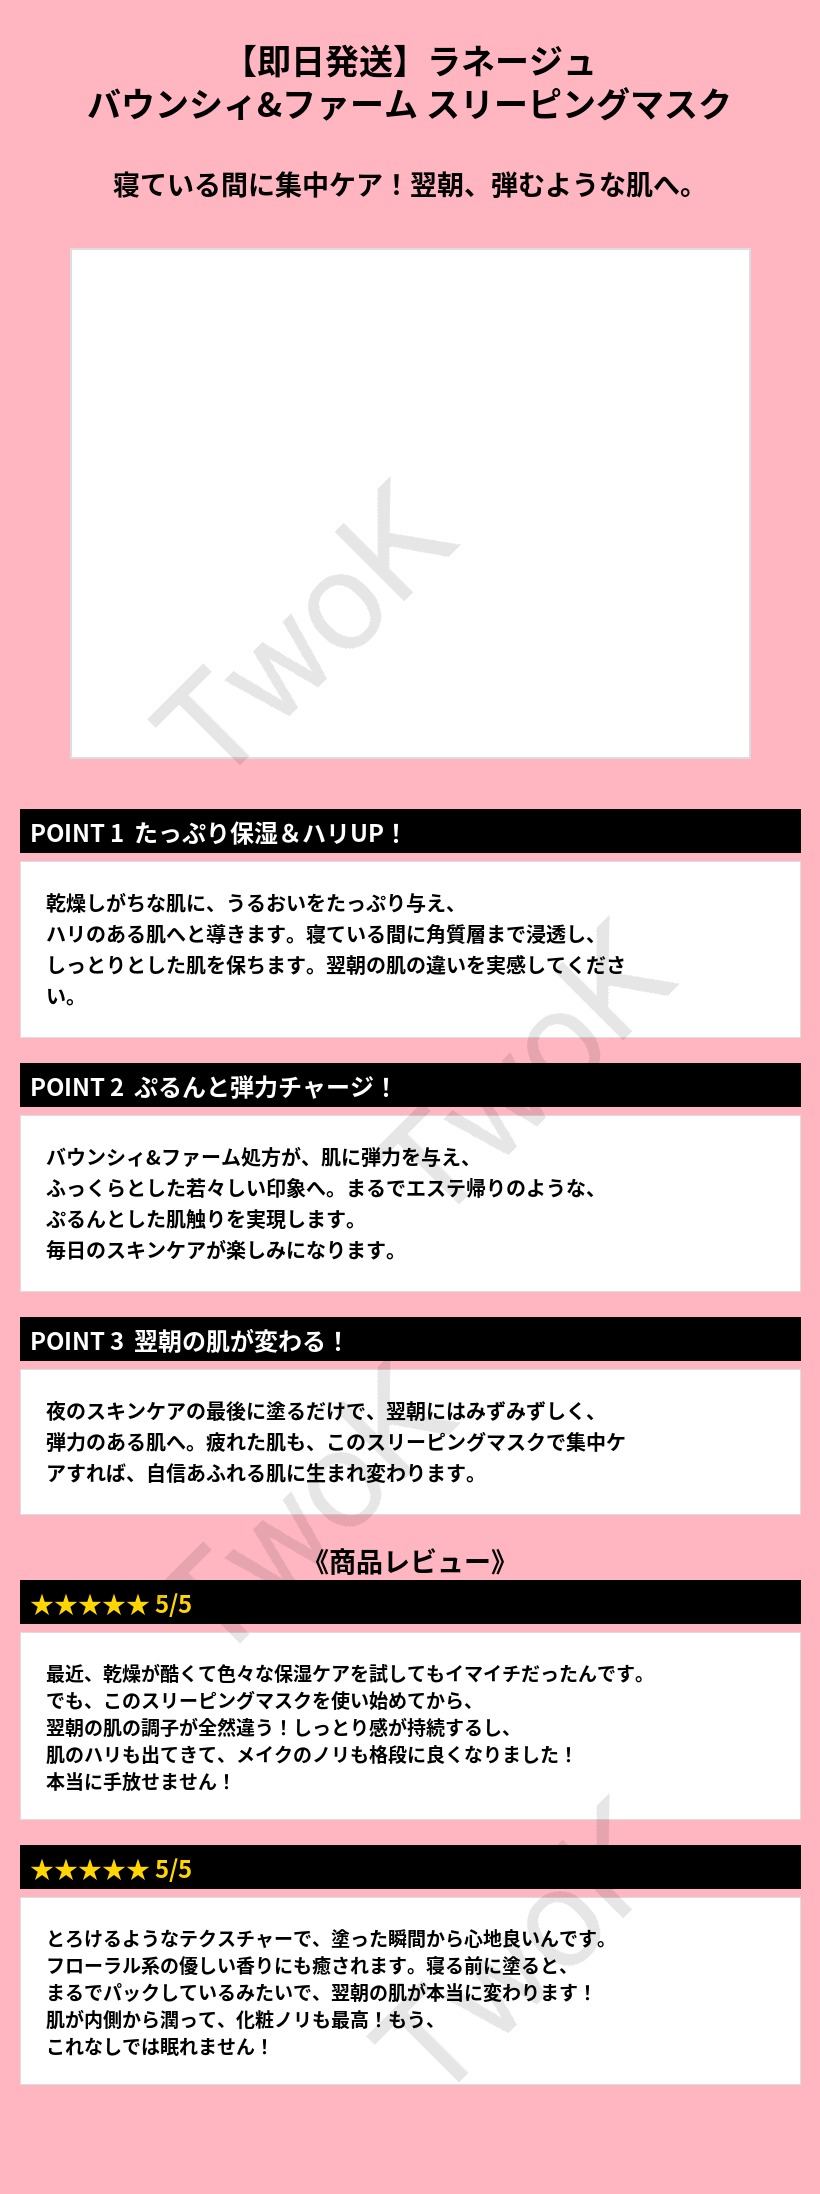 【即日発送】ラネージュ
バウンシィ&ファーム スリーピングマスク
寝ている間に集中ケア！翌朝、弾むような肌へ。
TwoK
POINT 1 たっぷり保湿＆ハリUP！
乾燥しがちな肌に、うるおいをたっぷり与え、
ハリのある肌へと導きます。寝ている間に角質層まで浸透し、
しっとりとした肌を保ちます。翌朝の肌の違いを実感してくださ
い。
TwoK
POINT 2 ぷるんと弾力チャージ！
バウンシィ&ファーム処方が、肌に弾力を与え、
ふっくらとした若々しい印象へ。まるでエステ帰りのような、
ぷるんとした肌触りを実現します。
毎日のスキンケアが楽しみになります。
POINT 3 翌朝の肌が変わる！
夜のスキンケアの最後に塗るだけで、翌朝にはみずみずしく、
弾力のある肌へ。疲れた肌も、このスリーピングマスクで集中ケ
アすれば、自信あふれる肌に生まれ変わります。
TwoK
《商品レビュー》
★★★★★ 5/5
最近、乾燥が酷くて色々な保湿ケアを試してもイマイチだったんです。
でも、このスリーピングマスクを使い始めてから、
翌朝の肌の調子が全然違う！しっとり感が持続するし、
肌のハリも出てきて、メイクのノリも格段に良くなりました！
本当に手放せません！
★★★★★ 5/5
とろけるようなテクスチャーで、塗った瞬間から心地良いんです。
フローラル系の優しい香りにも癒されます。寝る前に塗ると、
まるでパックしているみたいで、翌朝の肌が本当に変わります！
肌が内側から潤って、化粧ノリも最高！もう、
これなしでは眠れません！
TwoK